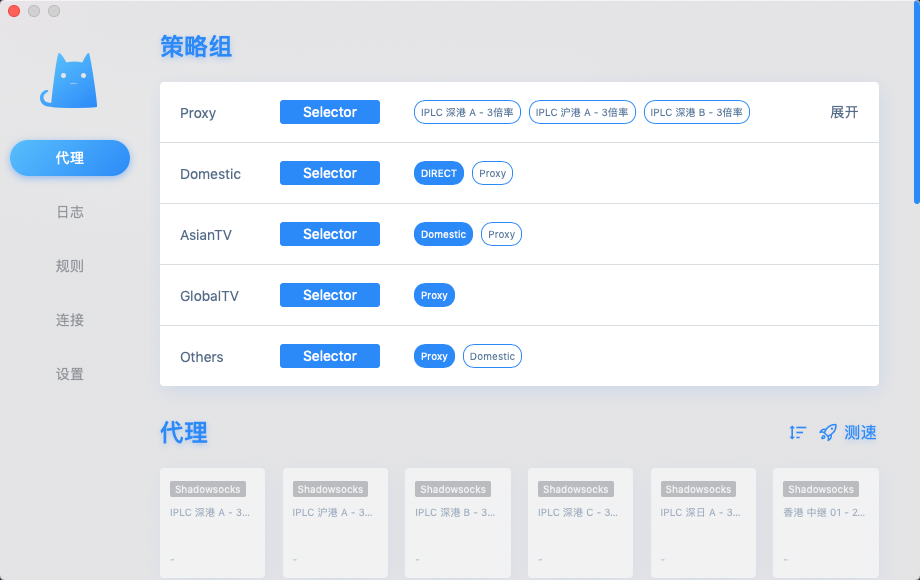 策略组
Proxy Selector IPLC 深港 A - 3倍率 IPLC 沪港 A - 3倍率 IPLC 深港 B - 3倍率 展开
代理
Domestic Selector DIRECT Proxy
日志
AsianTV Selector Domestic Proxy
规则
GlobalTV Selector Proxy
连接
Others Selector Proxy Domestic
设置
代理 测速
Shadowsocks Shadowsocks Shadowsocks Shadowsocks Shadowsocks Shadowsocks
IPLC 深港 A - 3... IPLC 沪港 A - 3... IPLC 深港 B - 3... IPLC 深港 C - 3... IPLC 深日 A - 3... 香港 中继 01 - 2...
- - - - - -